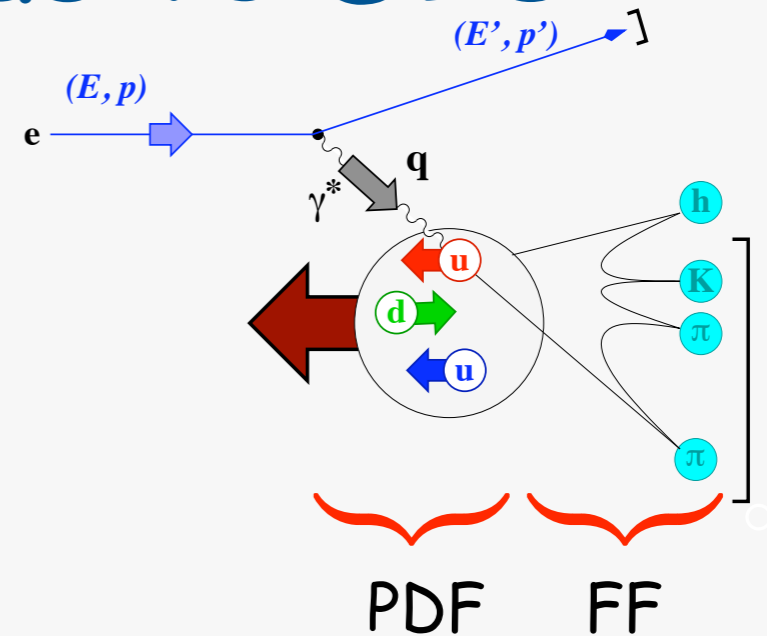 (E', p')
(E, p)
e
q
γ*
h
u
K
d
π
u
π
PDF FF